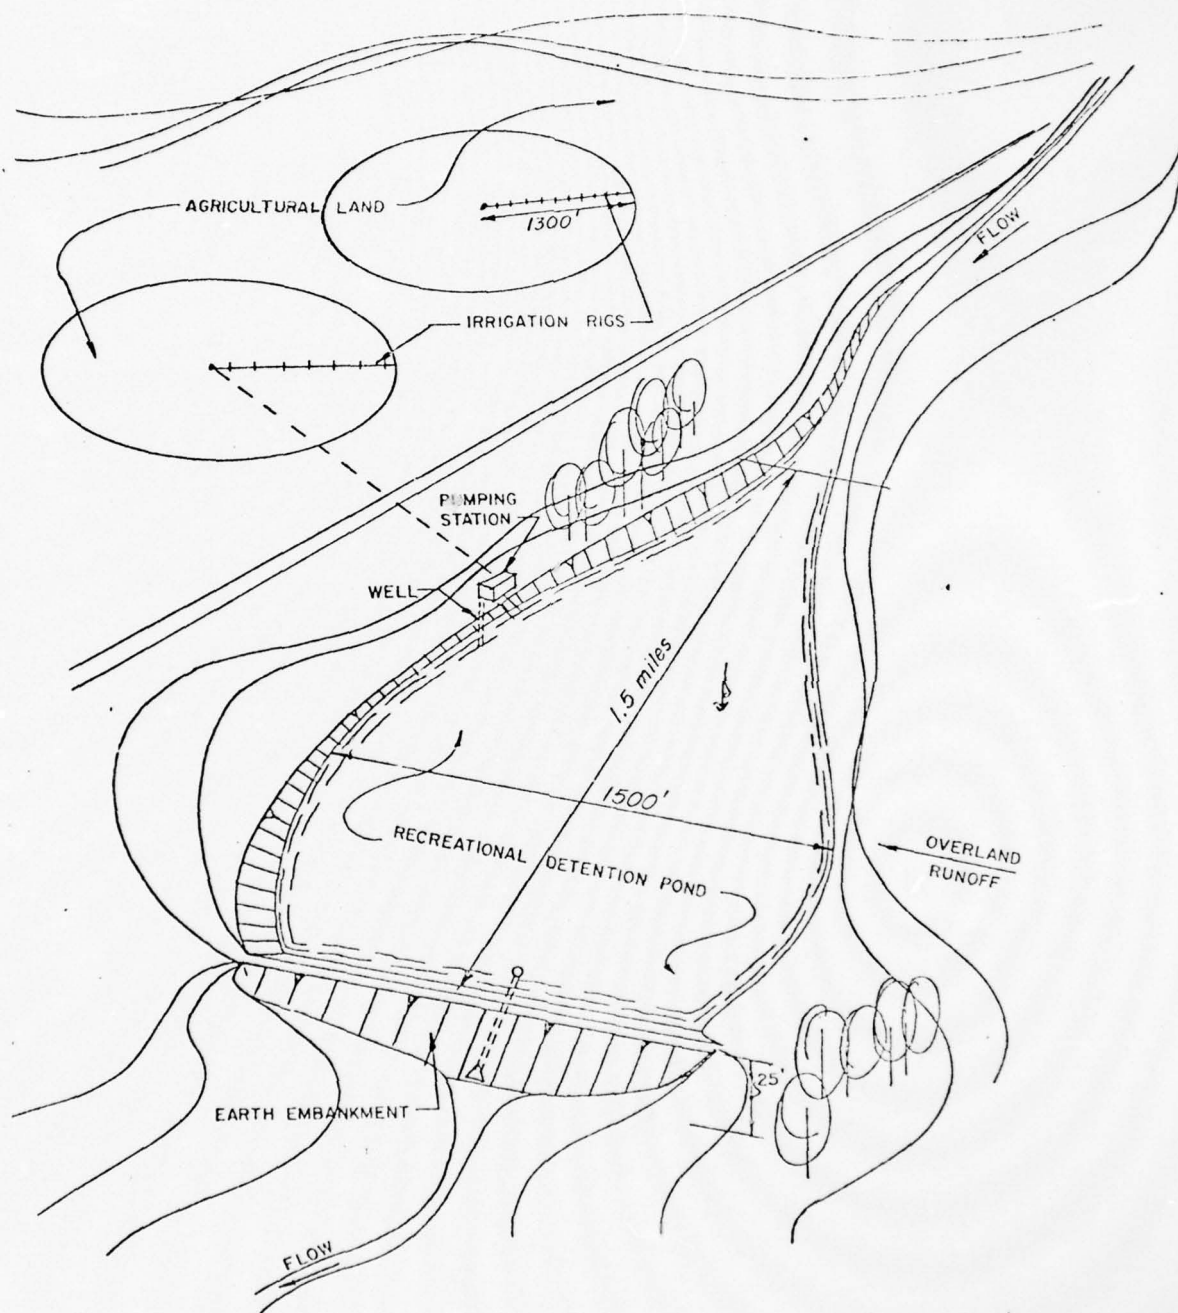 AGRICULTURAL LAND
1300'
FLOW
IRRIGATION RIGS
PUMPING
STATION
WELL
1.5 miles
1500'
RECREATIONAL DETENTION POND
OVERLAND
RUNOFF
25'
EARTH EMBANKMENT
FLOW